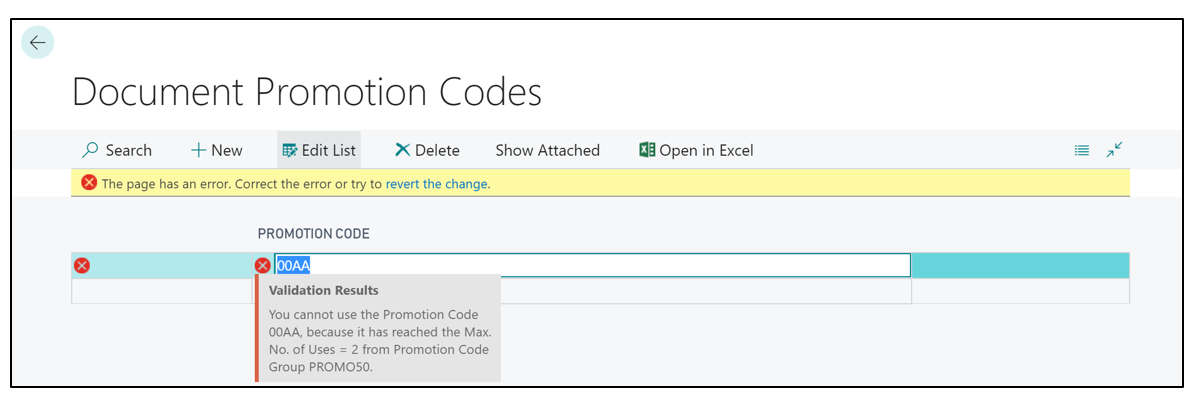 Document Promotion Codes
Search New Edit List Delete Show Attached Open in Excel
The page has an error. Correct the error or try to revert the change.
PROMOTION CODE
00AA
Validation Results
You cannot use the Promotion Code
00AA, because it has reached the Max.
No. of Uses = 2 from Promotion Code
Group PROMO50.